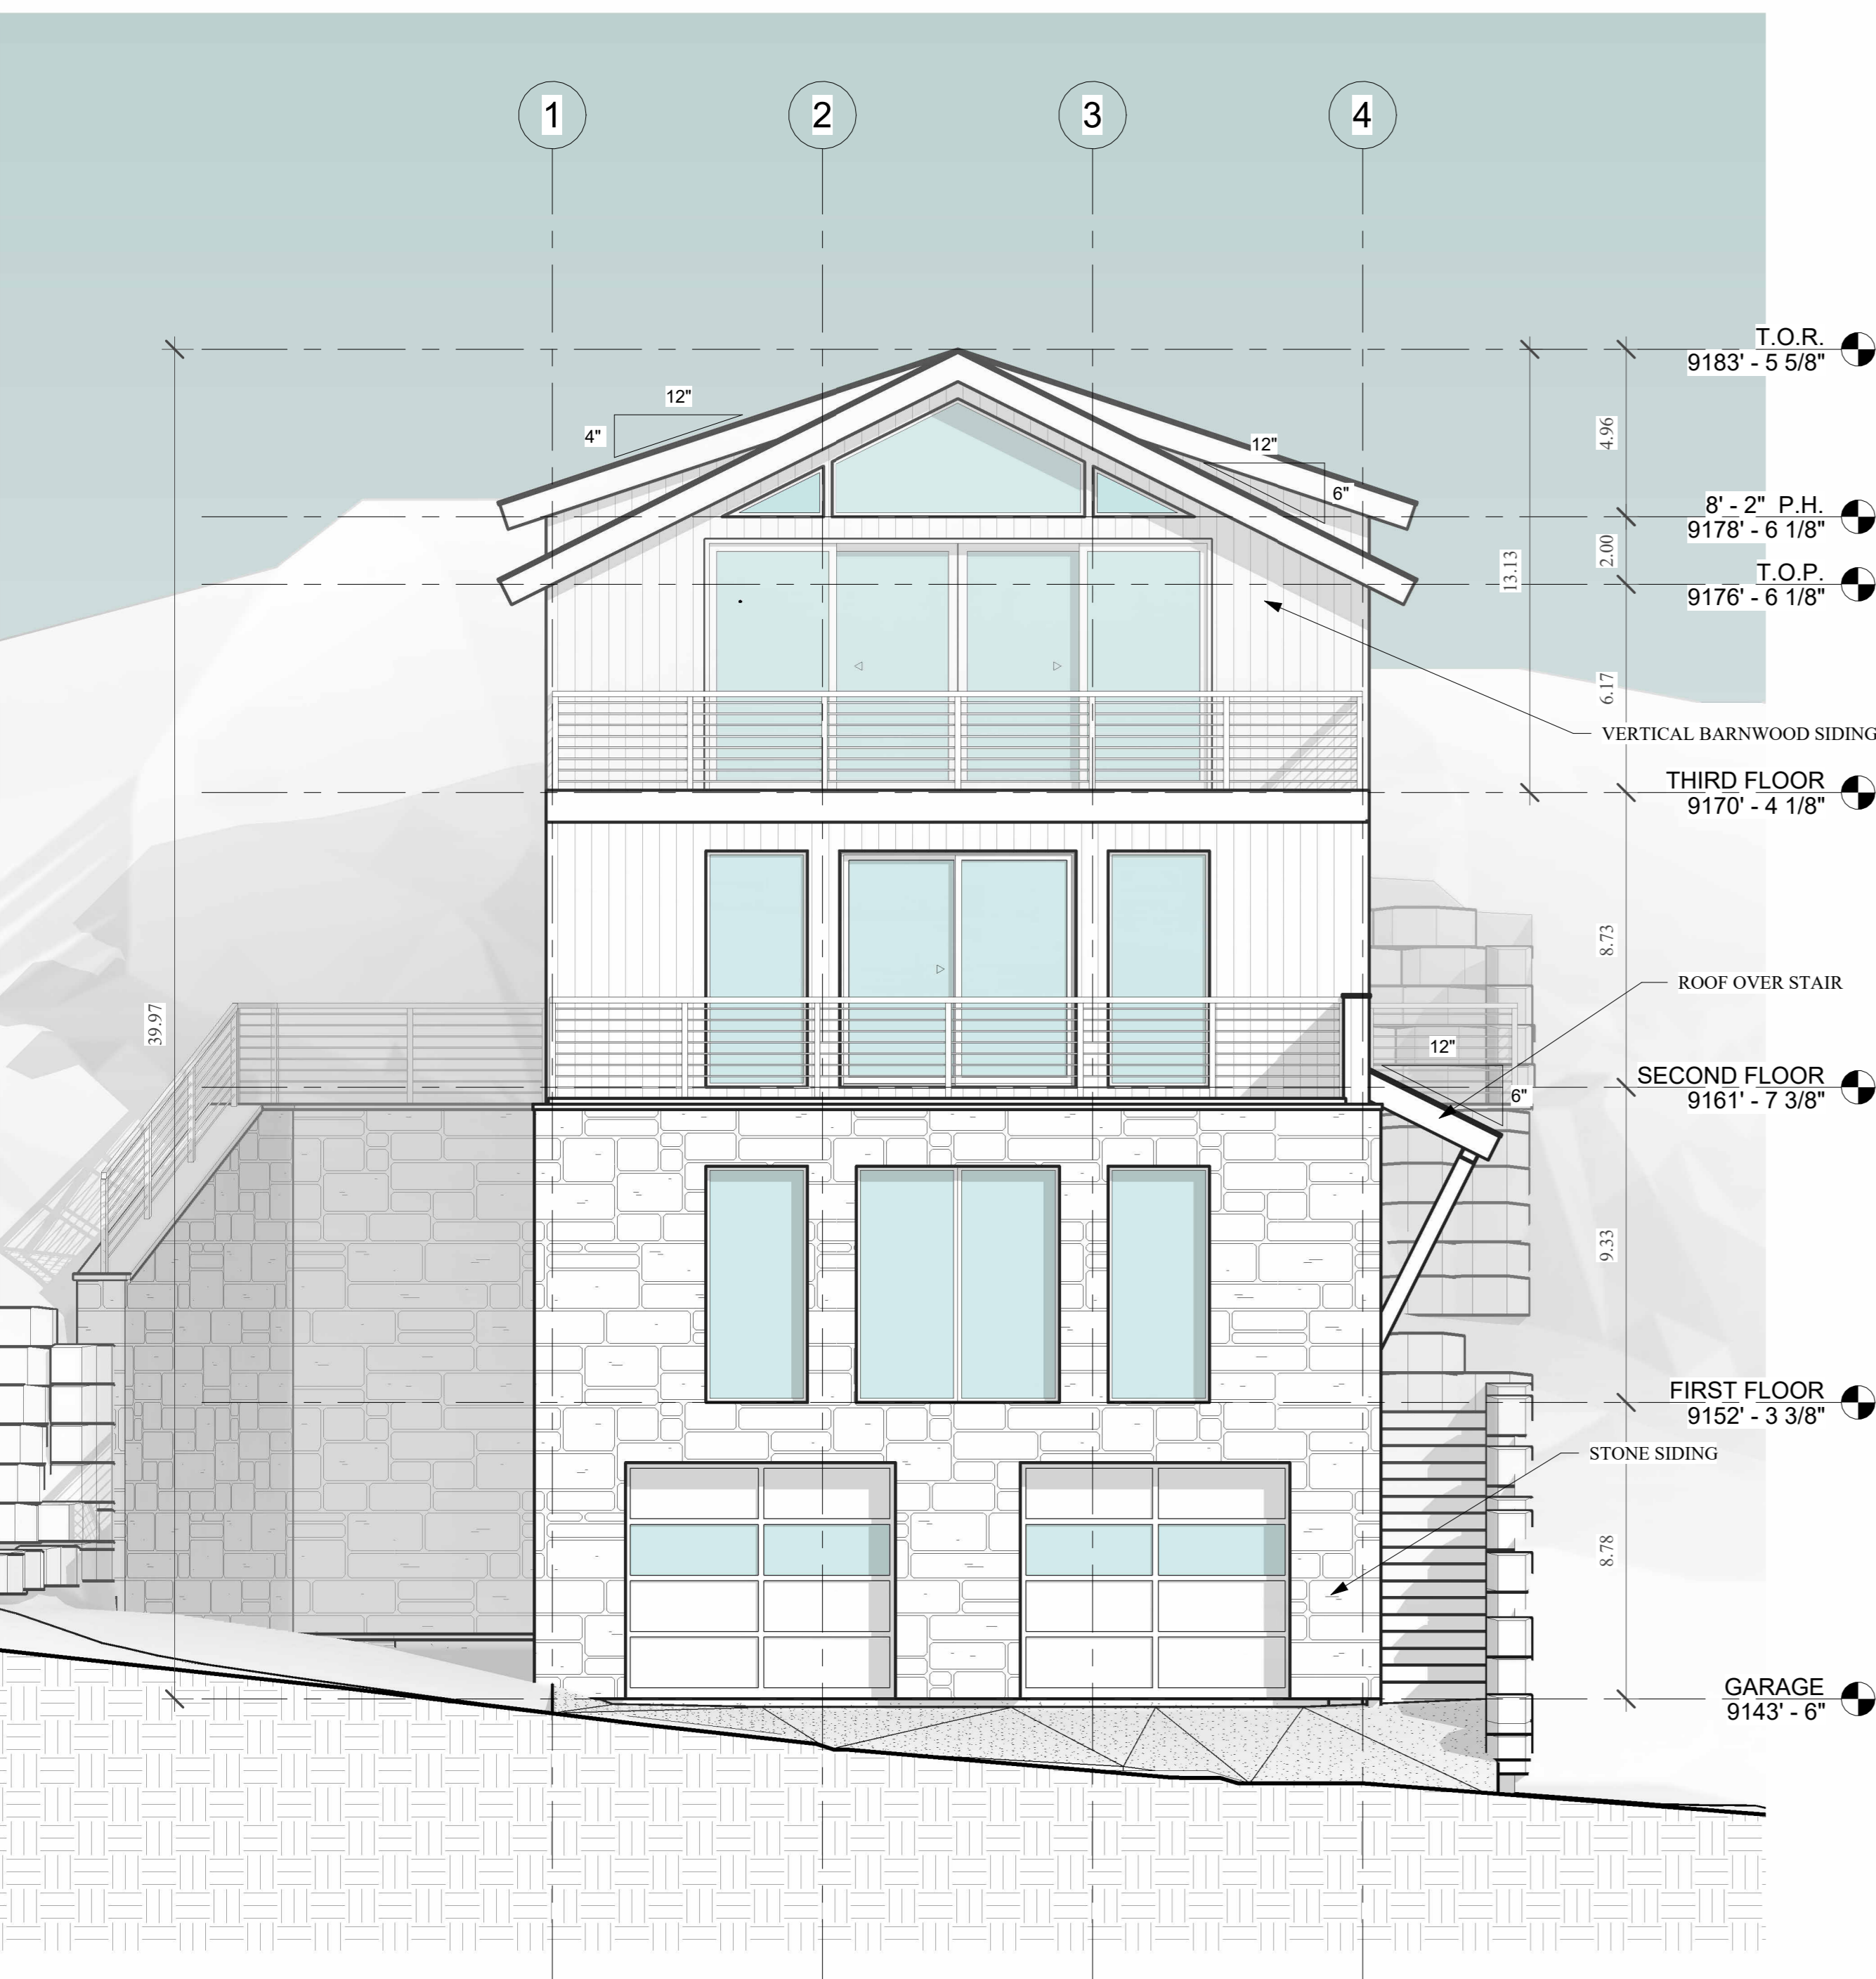 1
2
3
4
T.O.R.
9183' - 5 5/8"
12"
4"
4.96
12"
6"
8' - 2" P.H.
9178' - 6 1/8"
2.00
13.13
T.O.P.
9176' - 6 1/8"
6.17
VERTICAL BARNWOOD SIDING
THIRD FLOOR
9170' - 4 1/8"
8.73
ROOF OVER STAIR
39.97
12"
6"
SECOND FLOOR
9161' - 7 3/8"
9.33
FIRST FLOOR
9152' - 3 3/8"
STONE SIDING
8.78
GARAGE
9143' - 6"